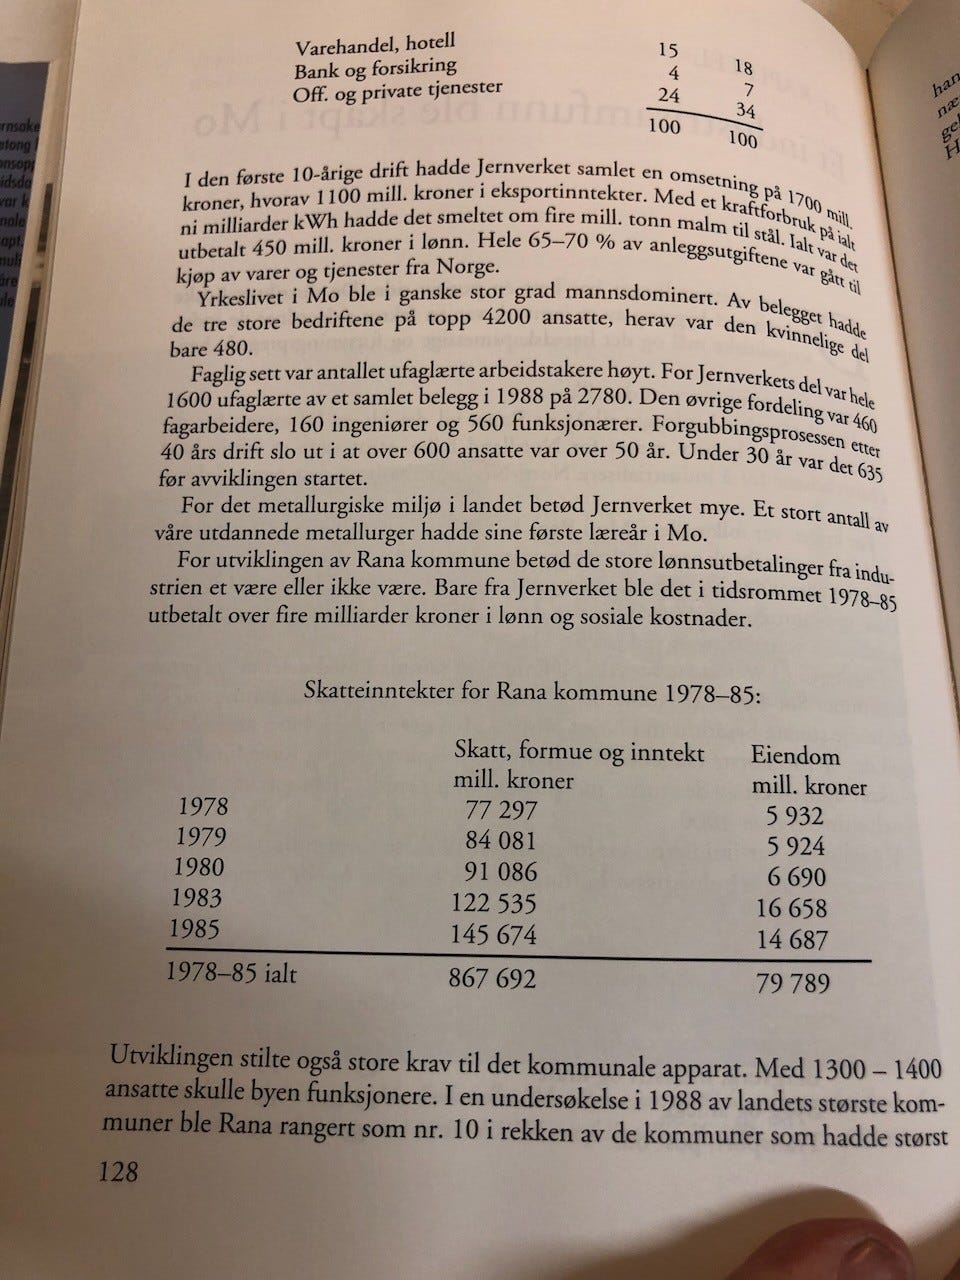 Varehandel, hotell 15 18
Bank og forsikring 4 7
Off. og private tjenester 24 34
100 100
I den første 10-årige drift hadde Jernverket samlet en omsetning på 1700 mill.
kroner, hvorav 1100 mill. kroner i eksportinntekter. Med et kraftforbruk på ialt
ni milliarder kWh hadde det smeltet om fire mill. tonn malm til stål. Ialt var det
utbetalt 450 mill. kroner i lønn. Hele 65–70 % av anleggsutgiftene var gått til
kjøp av varer og tjenester fra Norge.
Yrkeslivet i Mo ble i ganske stor grad mannsdominert. Av belegget hadde
de tre store bedriftene på topp 4200 ansatte, herav var den kvinnelige del
bare 480.
Faglig sett var antallet ufaglærte arbeidstakere høyt. For Jernverkets del var hele
1600 ufaglærte av et samlet belegg i 1988 på 2780. Den øvrige fordeling var 460
fagarbeidere, 160 ingeniører og 560 funksjonærer. Forgubbingsprosessen etter
40 års drift slo ut i at over 600 ansatte var over 50 år. Under 30 år var det 635
før avviklingen startet.
For det metallurgiske miljø i landet betød Jernverket mye. Et stort antall av
våre utdannede metallurger hadde sine første læreår i Mo.
For utviklingen av Rana kommune betød de store lønnsutbetalinger fra indu-
strien et være eller ikke være. Bare fra Jernverket ble det i tidsrommet 1978–85
utbetalt over fire milliarder kroner i lønn og sosiale kostnader.
Skatteinntekter for Rana kommune 1978–85:
Skatt, formue og inntekt Eiendom
mill. kroner mill. kroner
1978 77 297 5 932
1979 84 081 5 924
1980 91 086 6 690
1983 122 535 16 658
1985 145 674 14 687
1978–85 ialt 867 692 79 789
Utviklingen stilte også store krav til det kommunale apparat. Med 1300 – 1400
ansatte skulle byen funksjonere. I en undersøkelse i 1988 av landets største kom-
muner ble Rana rangert som nr. 10 i rekken av de kommuner som hadde størst
128